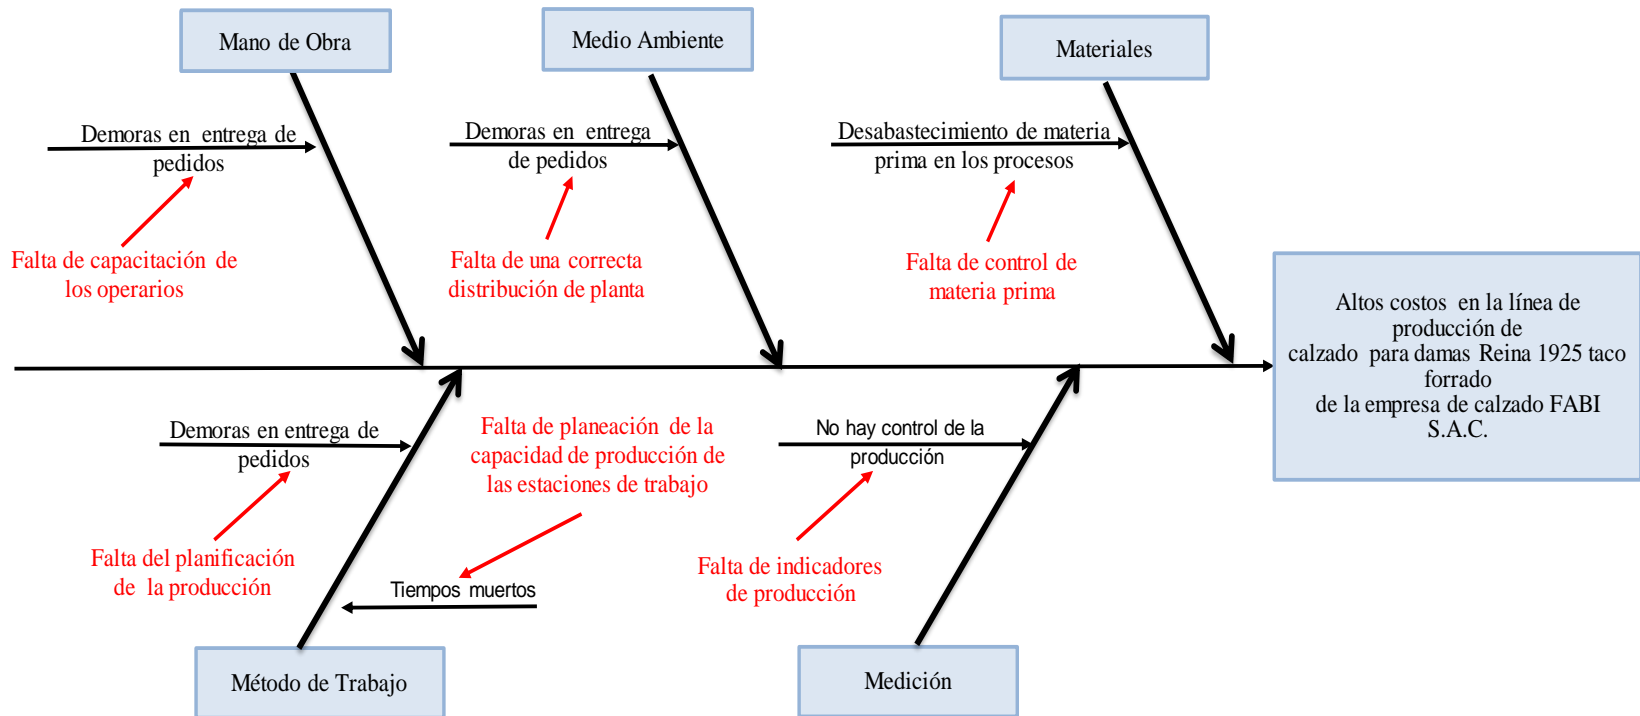 Mano de Obra
Medio Ambiente
Materiales
Demoras en entrega de
pedidos
Demoras en entrega
de pedidos
Desabastecimiento de materia
prima en los procesos
Falta de capacitación de
los operarios
Falta de una correcta
distribución de planta
Falta de control de
materia prima
Altos costos en la línea de
producción de
calzado para damas Reina 1925 taco
forrado
de la empresa de calzado FABI
S.A.C.
Demoras en entrega de
pedidos
Falta de planeación de la
capacidad de producción de
las estaciones de trabajo
No hay control de la
producción
Falta del planificación
de la producción
Tiempos muertos
Falta de indicadores
de producción
Método de Trabajo
Medición